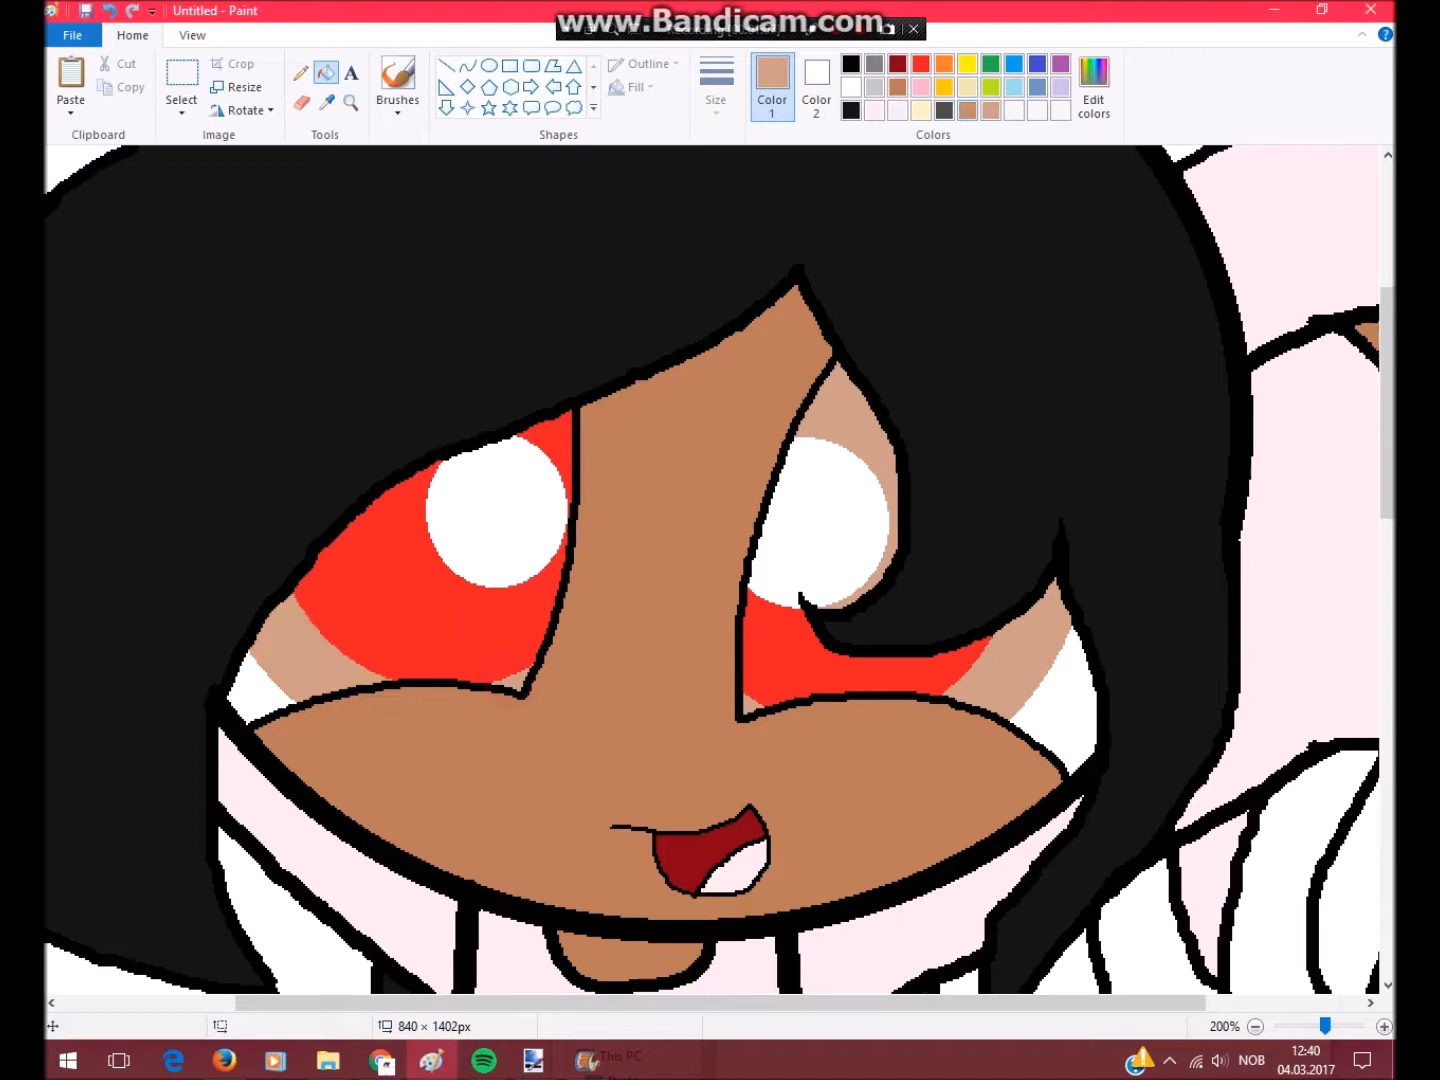 Untitled - Paint
www.Bandicam.com
File
Home
View
Paste
Cut
Copy
Clipboard
Select
Crop
Resize
Rotate
Image
Tools
Brushes
Shapes
Outline
Fill
Size
Color 1
Color 2
Edit colors
Colors
840 × 1402px
200%
This PC
NOB
12:40
04.03.2017